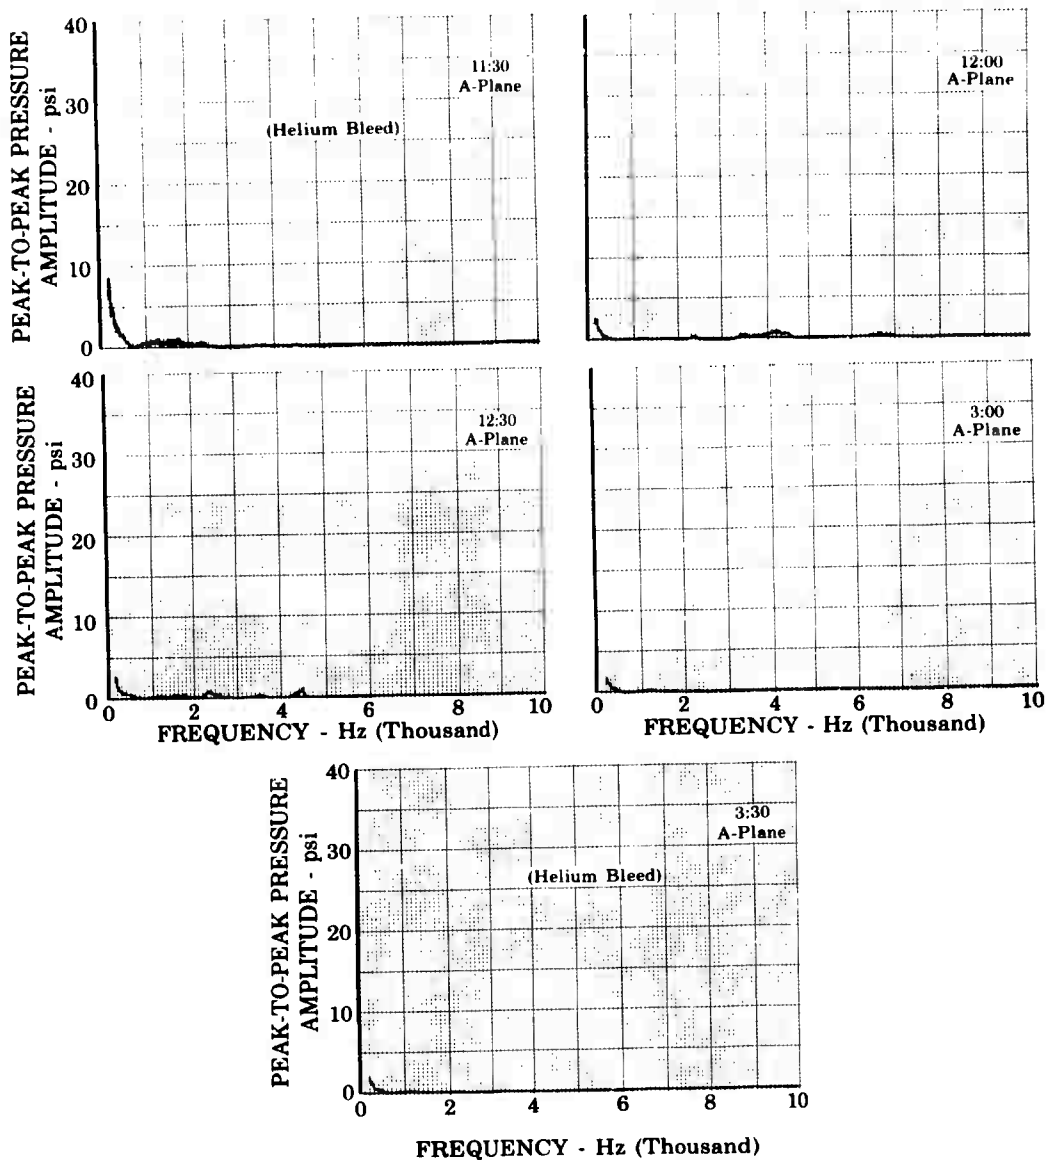 PEAK-TO-PEAK PRESSURE
AMPLITUDE - psi
40
30
20
10
0
11:30
A-Plane
(Helium Bleed)
12:00
A-Plane
PEAK-TO-PEAK PRESSURE
AMPLITUDE - psi
40
30
20
10
0
12:30
A-Plane
0 2 4 6 8 10
FREQUENCY - Hz (Thousand)
3:00
A-Plane
0 2 4 6 8 10
FREQUENCY - Hz (Thousand)
PEAK-TO-PEAK PRESSURE
AMPLITUDE - psi
40
30
20
10
0
3:30
A-Plane
(Helium Bleed)
0 2 4 6 8 10
FREQUENCY - Hz (Thousand)